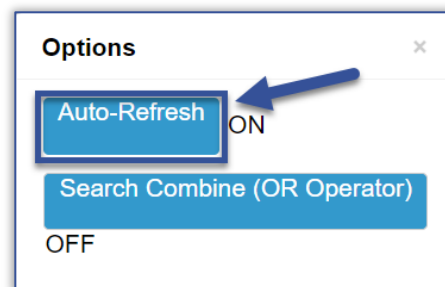 Options ×
Auto-Refresh ON
Search Combine (OR Operator)
OFF